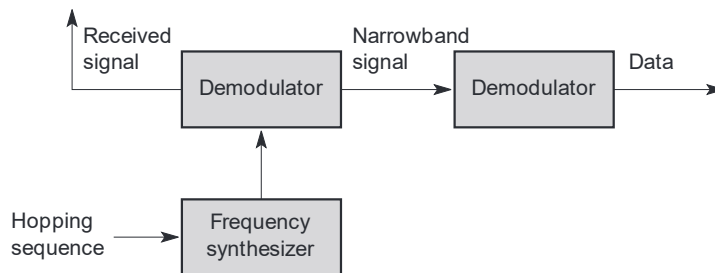 Received
signal
Demodulator
Narrowband
signal
Demodulator
Data
Hopping
sequence
Frequency
synthesizer